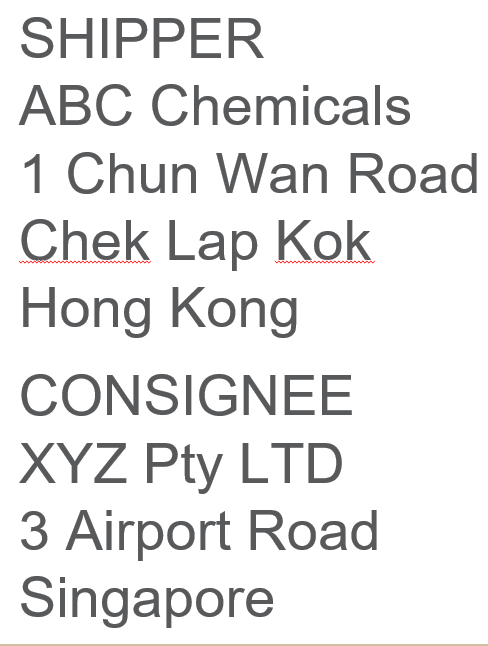 SHIPPER
ABC Chemicals
1 Chun Wan Road
Chek Lap Kok
Hong Kong
CONSIGNEE
XYZ Pty LTD
3 Airport Road
Singapore